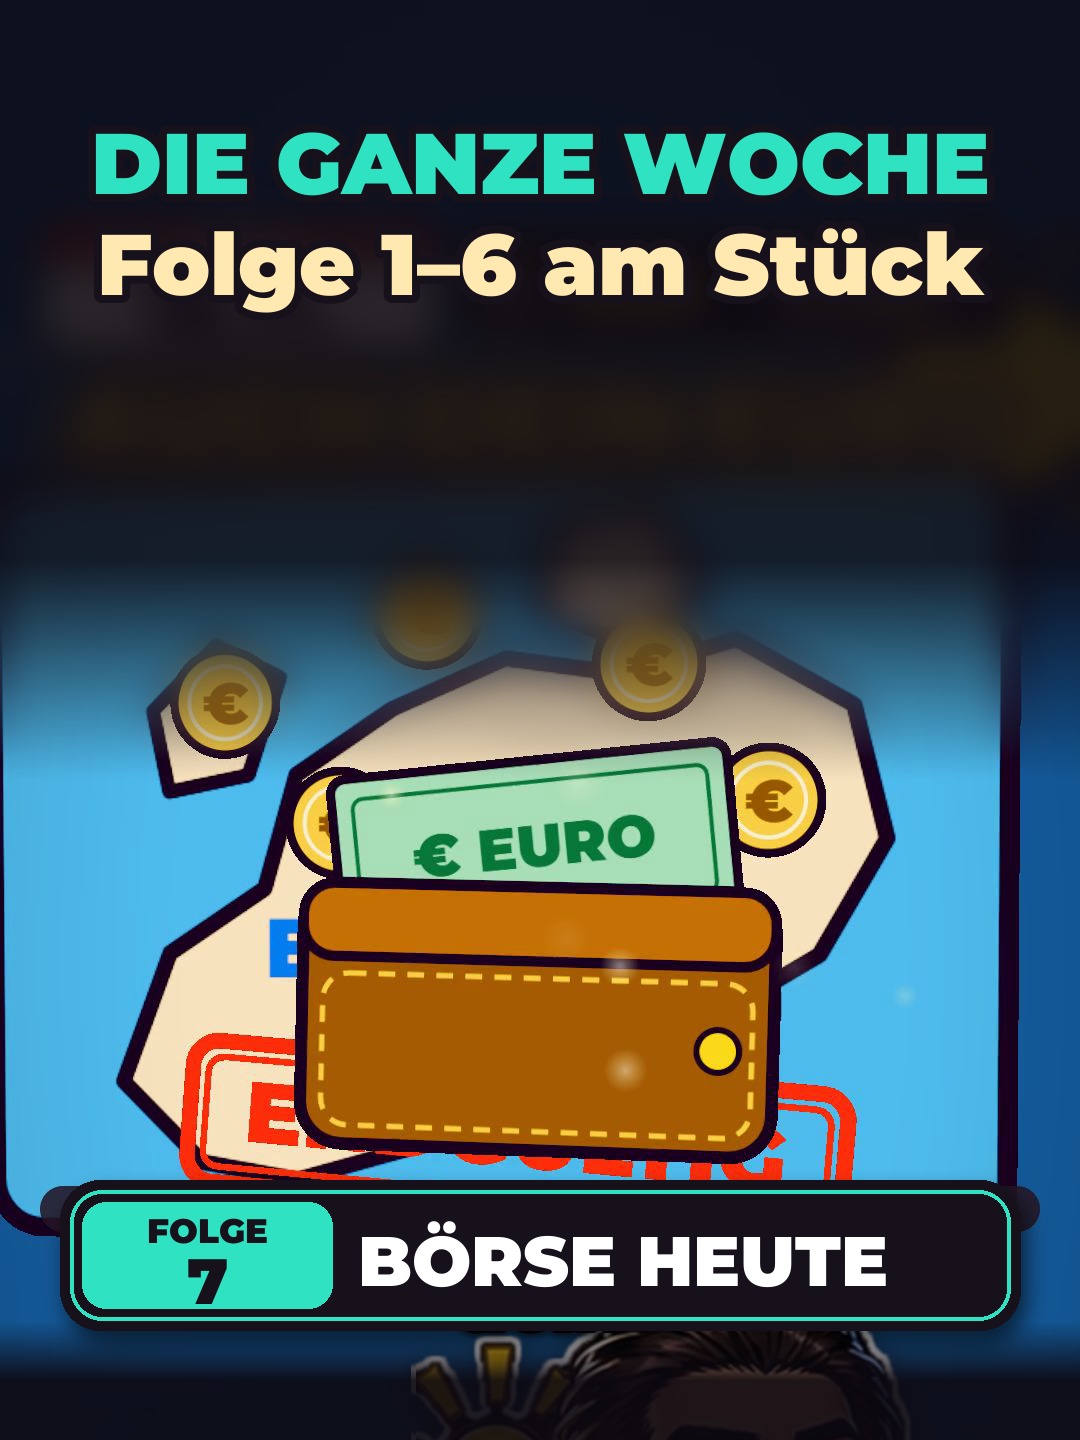 DIE GANZE WOCHE
Folge 1–6 am Stück
€
€
€
€ EURO
FOLGE
7
BÖRSE HEUTE